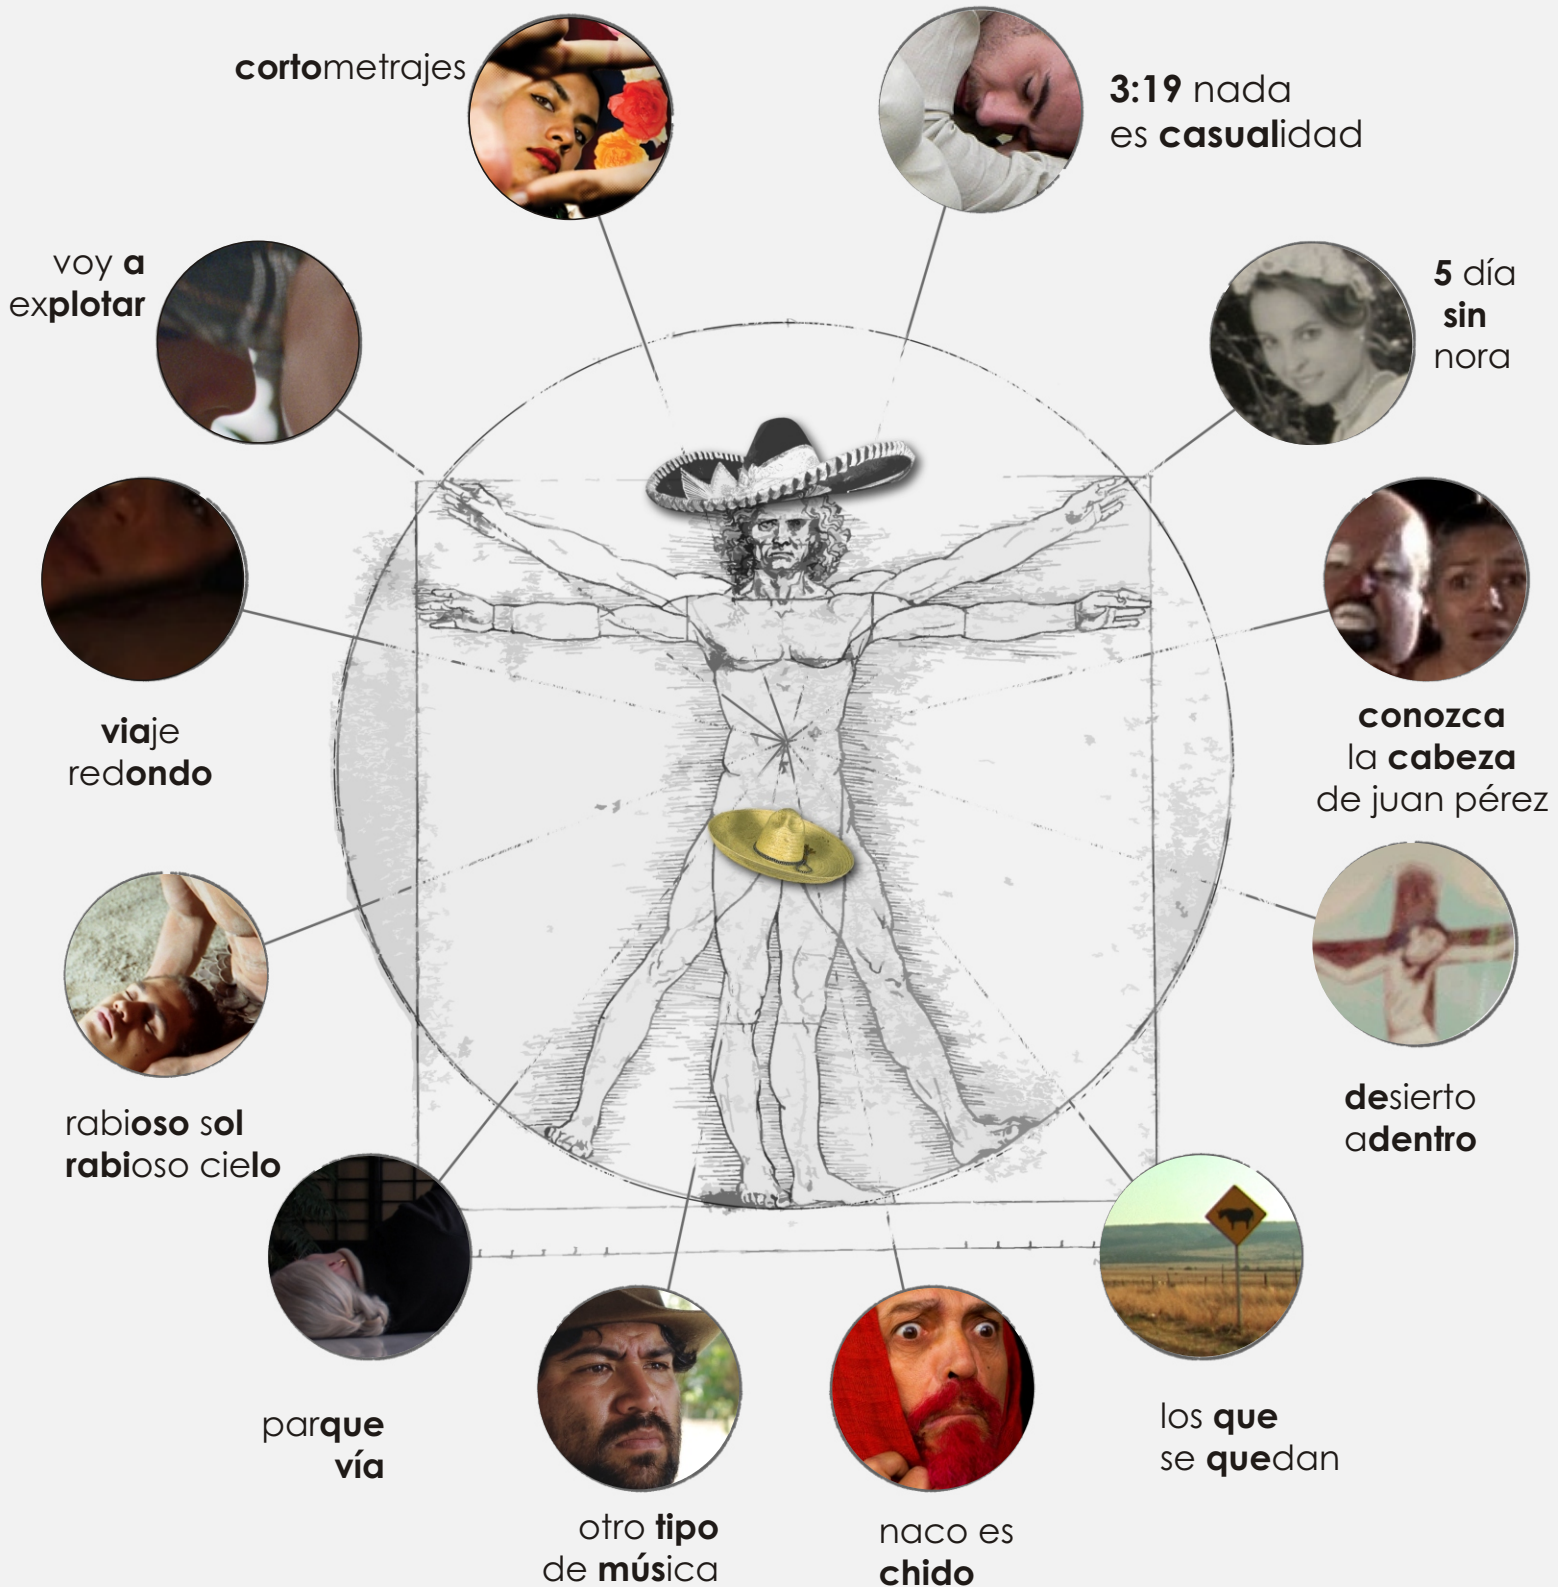 cortometrajes
3:19 nada
es casualidad
voy a
explotar
5 día
sin
nora
viaje
redondo
conozca
la cabeza
de juan pérez
rabioso sol
rabioso cielo
desierto
adentro
parque
vía
los que
se quedan
otro tipo
de música
naco es
chido